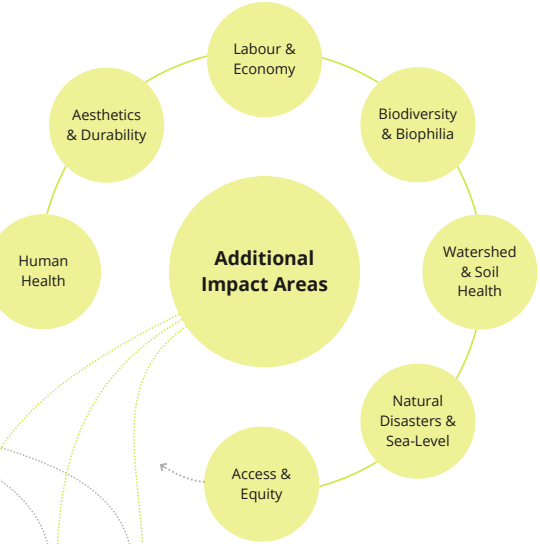 Labour &
Economy
Aesthetics
& Durability
Biodiversity
& Biophilia
Human
Health
Additional
Impact Areas
Watershed
& Soil
Health
Natural
Disasters &
Sea-Level
Access &
Equity